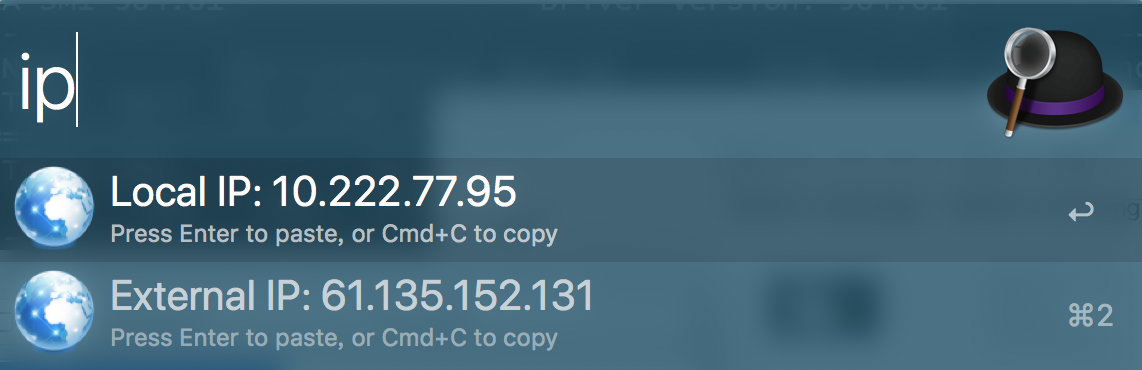 ip
Local IP: 10.222.77.95
Press Enter to paste, or Cmd+C to copy
↩
External IP: 61.135.152.131
Press Enter to paste, or Cmd+C to copy
⌘2